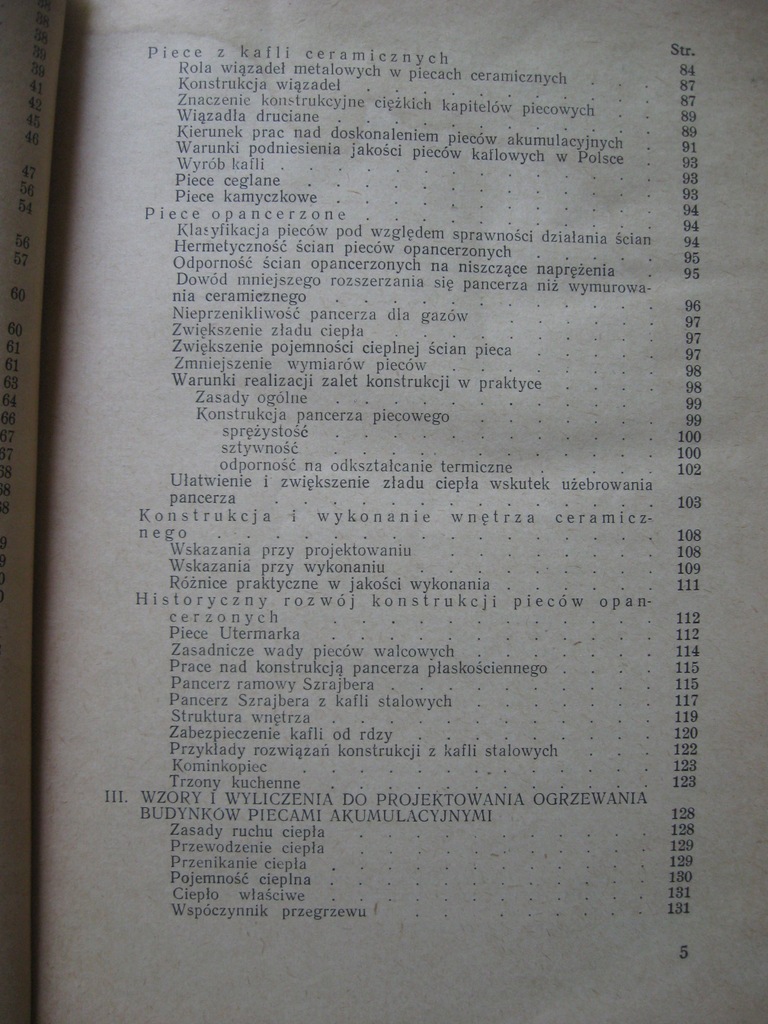 Str.
Piece z kafli ceramicznych 84
Rola wiązadeł metalowych w piecach ceramicznych . . . 87
Konstrukcja wiązadeł . . . . . . . . 87
Znaczenie konstrukcyjne ciężkich kapitelów piecowych . . 89
Wiązadła druciane . . . . . . . . 89
Kierunek prac nad doskonaleniem pieców akumulacyjnych . 91
Warunki podniesienia jakości pieców kaflowych w Polsce . 93
Wyrób kafli . . . . . . . . . . 93
Piece ceglane . . . . . . . . . 93
Piece kamyczkowe . . . . . . . . 94
Piece opancerzone . . . . . . . . 94
Klasyfikacja pieców pod względem sprawności działania ścian 94
Hermetyczność ścian pieców opancerzonych . . . . 95
Odporność ścian opancerzonych na niszczące naprężenia . 95
Dowód mniejszego rozszerzania się pancerza niż wymurowa-
nia ceramicznego . . . . . . . . 96
Nieprzenikliwość pancerza dla gazów . . . . . 97
Zwiększenie zładu ciepła . . . . . . . 97
Zwiększenie pojemności cieplnej ścian pieca . . . . 97
Zmniejszenie wymiarów pieców . . . . . . 98
Warunki realizacji zalet konstrukcji w praktyce . . . . 98
Zasady ogólne . . . . . . . . 99
Konstrukcja pancerza piecowego . . . . . 99
sprężystość . . . . . . . . 100
sztywność . . . . . . . . 100
odporność na odkształcanie termiczne . . . . 102
Ułatwienie i zwiększenie zładu ciepła wskutek użebrowania
pancerza . . . . . . . . . . 103
Konstrukcja i wykonanie wnętrza ceramicz-
nego . . . . . . . . . . . 108
Wskazania przy projektowaniu . . . . . . 108
Wskazania przy wykonaniu . . . . . . . 109
Różnice praktyczne w jakości wykonania . . . . . . 111
Historyczny rozwój konstrukcji pieców opan-
cerzonych . . . . . . . . . . 112
Piece Utermarka . . . . . . . . . 112
Zasadnicze wady pieców walcowych . . . . . . 114
Prace nad konstrukcją pancerza płaskościennego . . . . 115
Pancerz ramowy Szrajbera . . . . . . . . 115
Pancerz Szrajbera z kafli stalowych . . . . . . 117
Struktura wnętrza . . . . . . . . . 119
Zabezpieczenie kafli od rdzy . . . . . . . 120
Przykłady rozwiązań konstrukcji z kafli stalowych . . . 122
Kominkopiec . . . . . . . . . 123
Trzony kuchenne . . . . . . . . . 123
III. WZORY I WYLICZENIA DO PROJEKTOWANIA OGRZEWANIA
BUDYNKÓW PIECAMI AKUMULACYJNYMI 128
Zasady ruchu ciepła . . . . . . . . 128
Przewodzenie ciepła . . . . . . . . 129
Przenikanie ciepła . . . . . . . . . 129
Pojemność cieplna . . . . . . . . . 130
Ciepło właściwe . . . . . . . . . 131
Współczynnik przegrzewu . . . . . . . 131
5